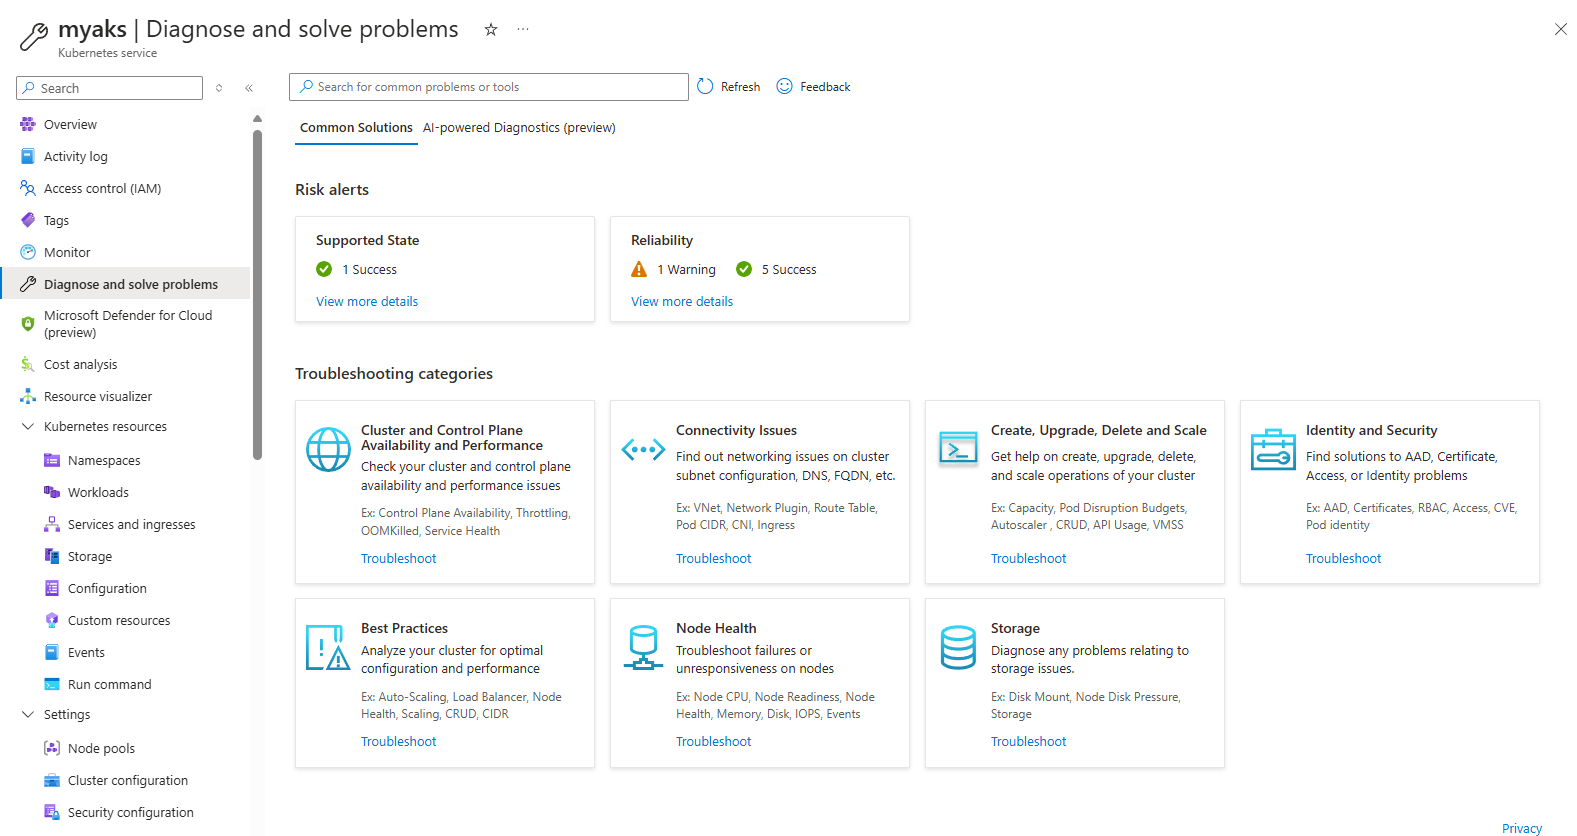 myaks | Diagnose and solve problems
Kubernetes service
Search
Overview
Activity log
Access control (IAM)
Tags
Monitor
Diagnose and solve problems
Microsoft Defender for Cloud
(preview)
Cost analysis
Resource visualizer
Kubernetes resources
Namespaces
Workloads
Services and ingresses
Storage
Configuration
Custom resources
Events
Run command
Settings
Node pools
Cluster configuration
Security configuration
Search for common problems or tools
Refresh
Feedback
Common Solutions
AI-powered Diagnostics (preview)
Risk alerts
Supported State
1 Success
View more details
Reliability
1 Warning
5 Success
View more details
Troubleshooting categories
Cluster and Control Plane
Availability and Performance
Check your cluster and control plane
availability and performance issues
Ex: Control Plane Availability, Throttling,
OOMKilled, Service Health
Troubleshoot
Connectivity Issues
Find out networking issues on cluster
subnet configuration, DNS, FQDN, etc.
Ex: VNet, Network Plugin, Route Table,
Pod CIDR, CNI, Ingress
Troubleshoot
Create, Upgrade, Delete and Scale
Get help on create, upgrade, delete,
and scale operations of your cluster
Ex: Capacity, Pod Disruption Budgets,
Autoscaler , CRUD, API Usage, VMSS
Troubleshoot
Identity and Security
Find solutions to AAD, Certificate,
Access, or Identity problems
Ex: AAD, Certificates, RBAC, Access, CVE,
Pod identity
Troubleshoot
Best Practices
Analyze your cluster for optimal
configuration and performance
Ex: Auto-Scaling, Load Balancer, Node
Health, Scaling, CRUD, CIDR
Troubleshoot
Node Health
Troubleshoot failures or
unresponsiveness on nodes
Ex: Node CPU, Node Readiness, Node
Health, Memory, Disk, IOPS, Events
Troubleshoot
Storage
Diagnose any problems relating to
storage issues.
Ex: Disk Mount, Node Disk Pressure,
Storage
Troubleshoot
Privacy